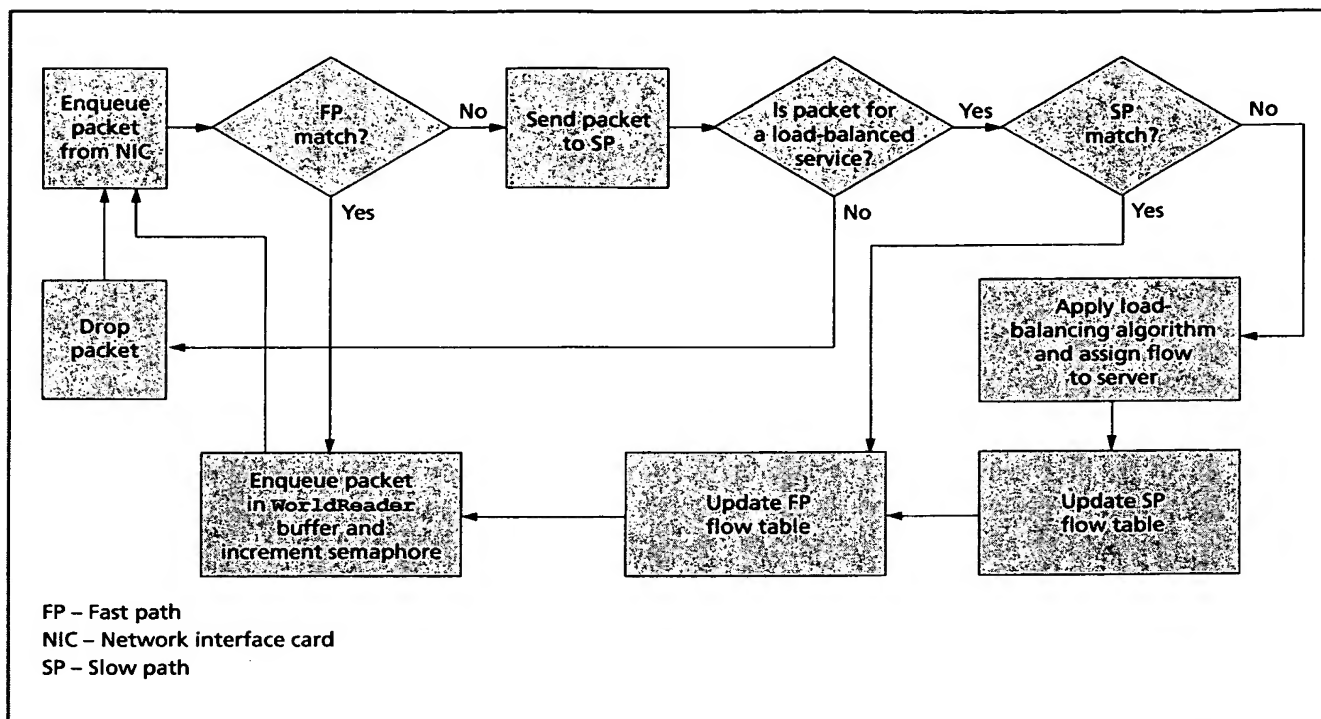 Enqueue
packet
from NIC
FP
match?
No
Yes
Send packet
to SP
Is packet for
a load-balanced
service?
Yes
No
SP
match?
No
Yes
Drop
packet
Apply load-
balancing algorithm
and assign flow
to server
Enqueue packet
in WorldReader
buffer and
increment semaphore
Update FP
flow table
Update SP
flow table
FP – Fast path
NIC – Network interface card
SP – Slow path